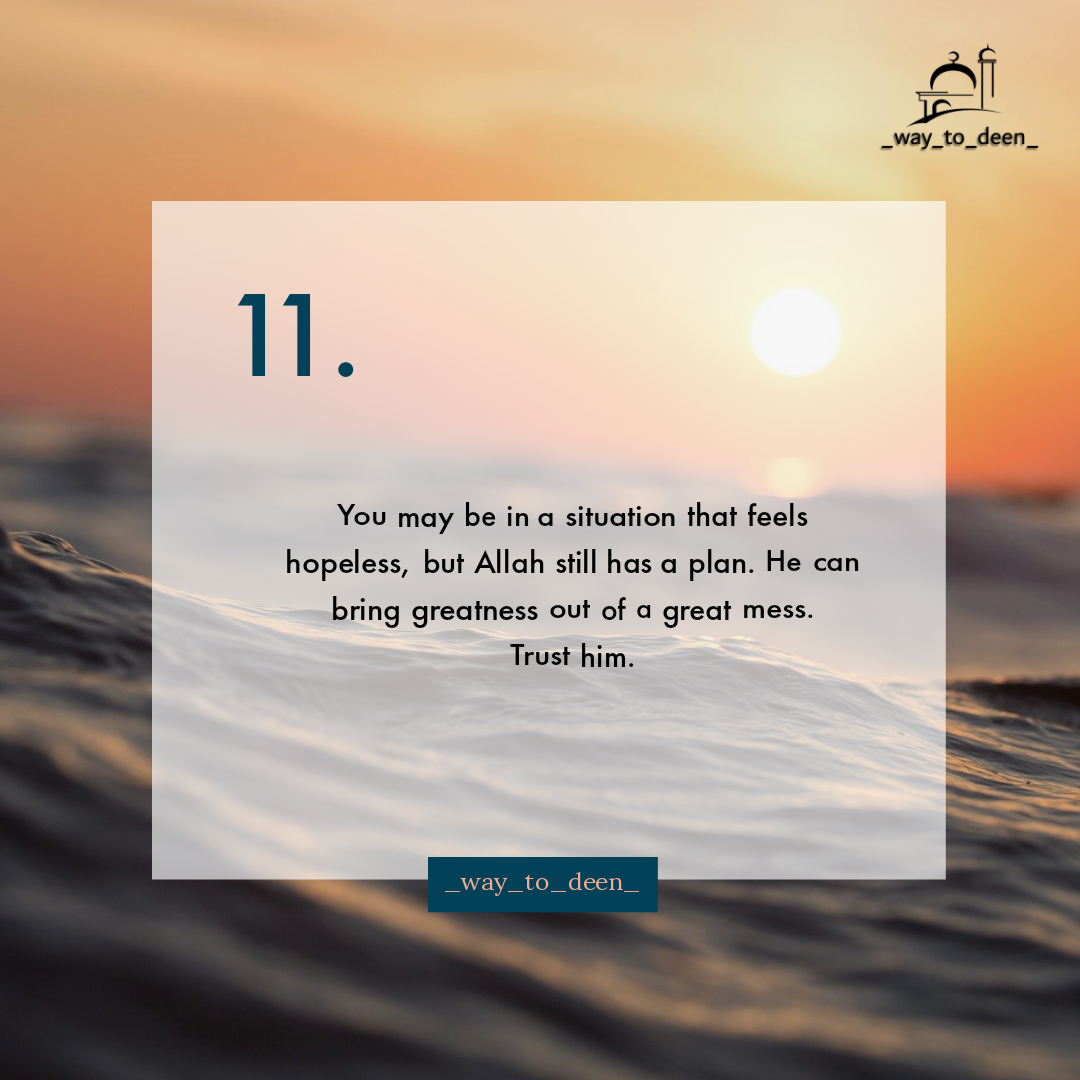 _way_to_deen_
11.
You may be in a situation that feels
hopeless, but Allah still has a plan. He can
bring greatness out of a great mess.
Trust him.
_way_to_deen_